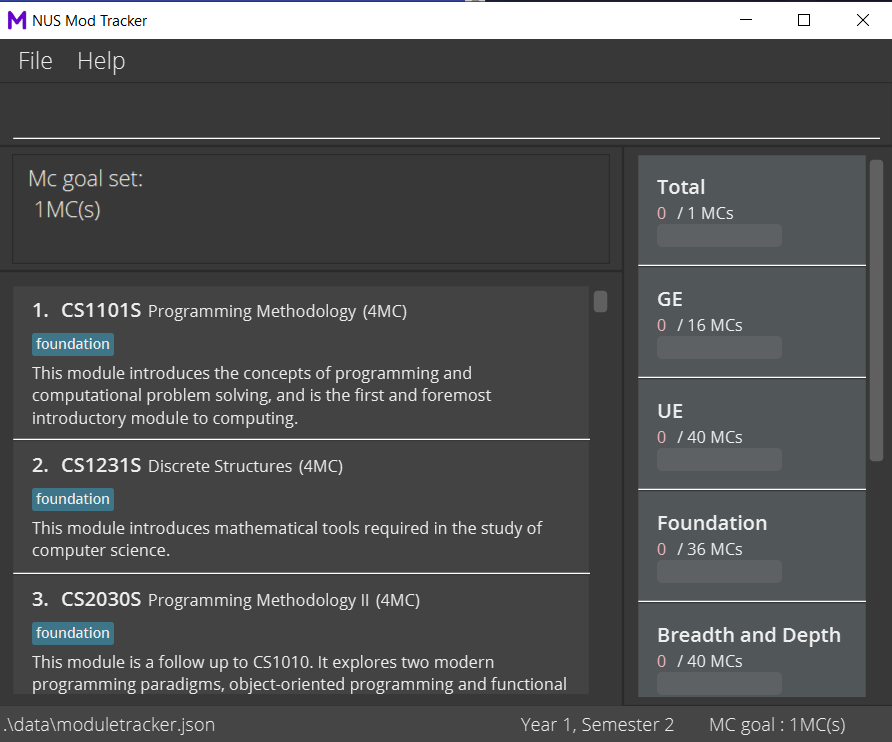 NUS Mod Tracker
File Help
Mc goal set:
1MC(s)
1. CS1101S Programming Methodology (4MC)
foundation
This module introduces the concepts of programming and
computational problem solving, and is the first and foremost
introductory module to computing.
2. CS1231S Discrete Structures (4MC)
foundation
This module introduces mathematical tools required in the study of
computer science.
3. CS2030S Programming Methodology II (4MC)
foundation
This module is a follow up to CS1010. It explores two modern
programming paradigms, object-oriented programming and functional
Total
0 / 1 MCs
GE
0 / 16 MCs
UE
0 / 40 MCs
Foundation
0 / 36 MCs
Breadth and Depth
0 / 40 MCs
.\data\moduletracker.json
Year 1, Semester 2
MC goal : 1MC(s)